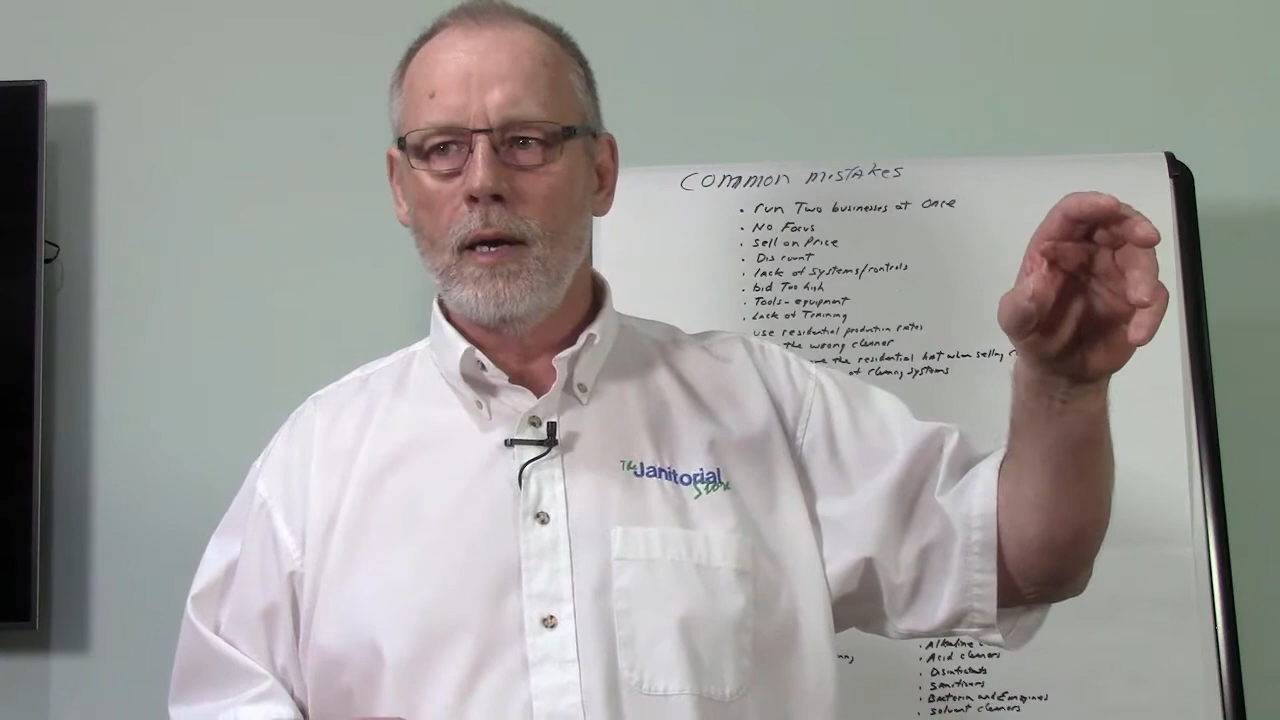 Common mistakes
• run Two businesses at Once
• No Focus
• Sell on Price
• Discount
• lack of Systems/controls
• bid Too high
• Tools - equipment
• Lack of Training
use residential production rates
the wrong cleaner
the residential hat when selling
of cleaning systems
The Janitorial Store
• Alkaline
• Acid cleaners
• Disinfectants
• Sanitizers
• Bacteria and Enzymes
• Solvent cleaners